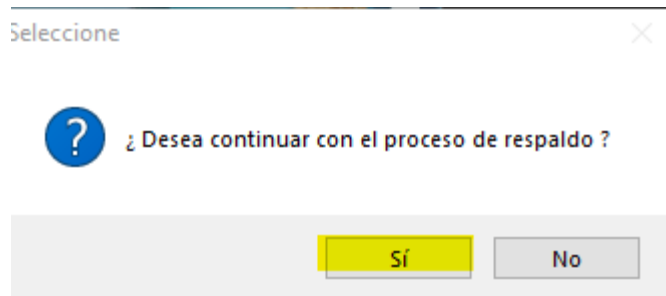 Seleccione
¿ Desea continuar con el proceso de respaldo ?
Sí
No